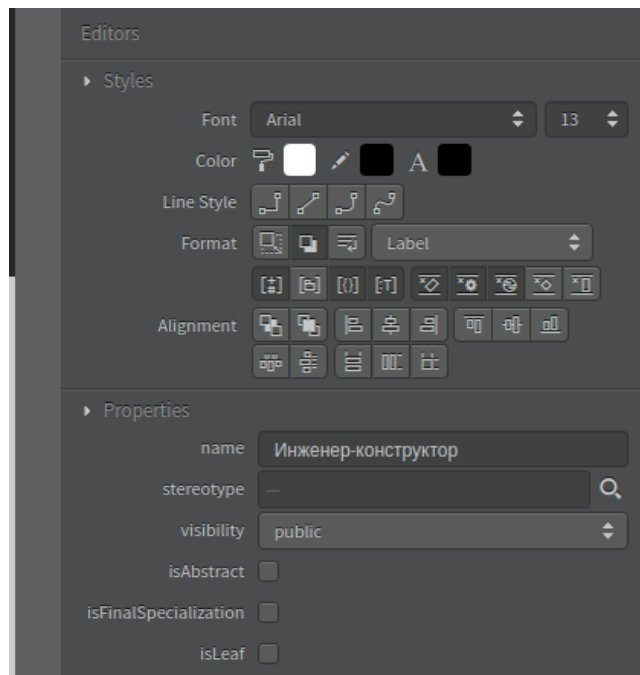 Editors
Styles
Font Arial 13
Color A
Line Style
Format Label
Alignment
Properties
name Инженер-конструктор
stereotype —
visibility public
isAbstract
isFinalSpecialization
isLeaf